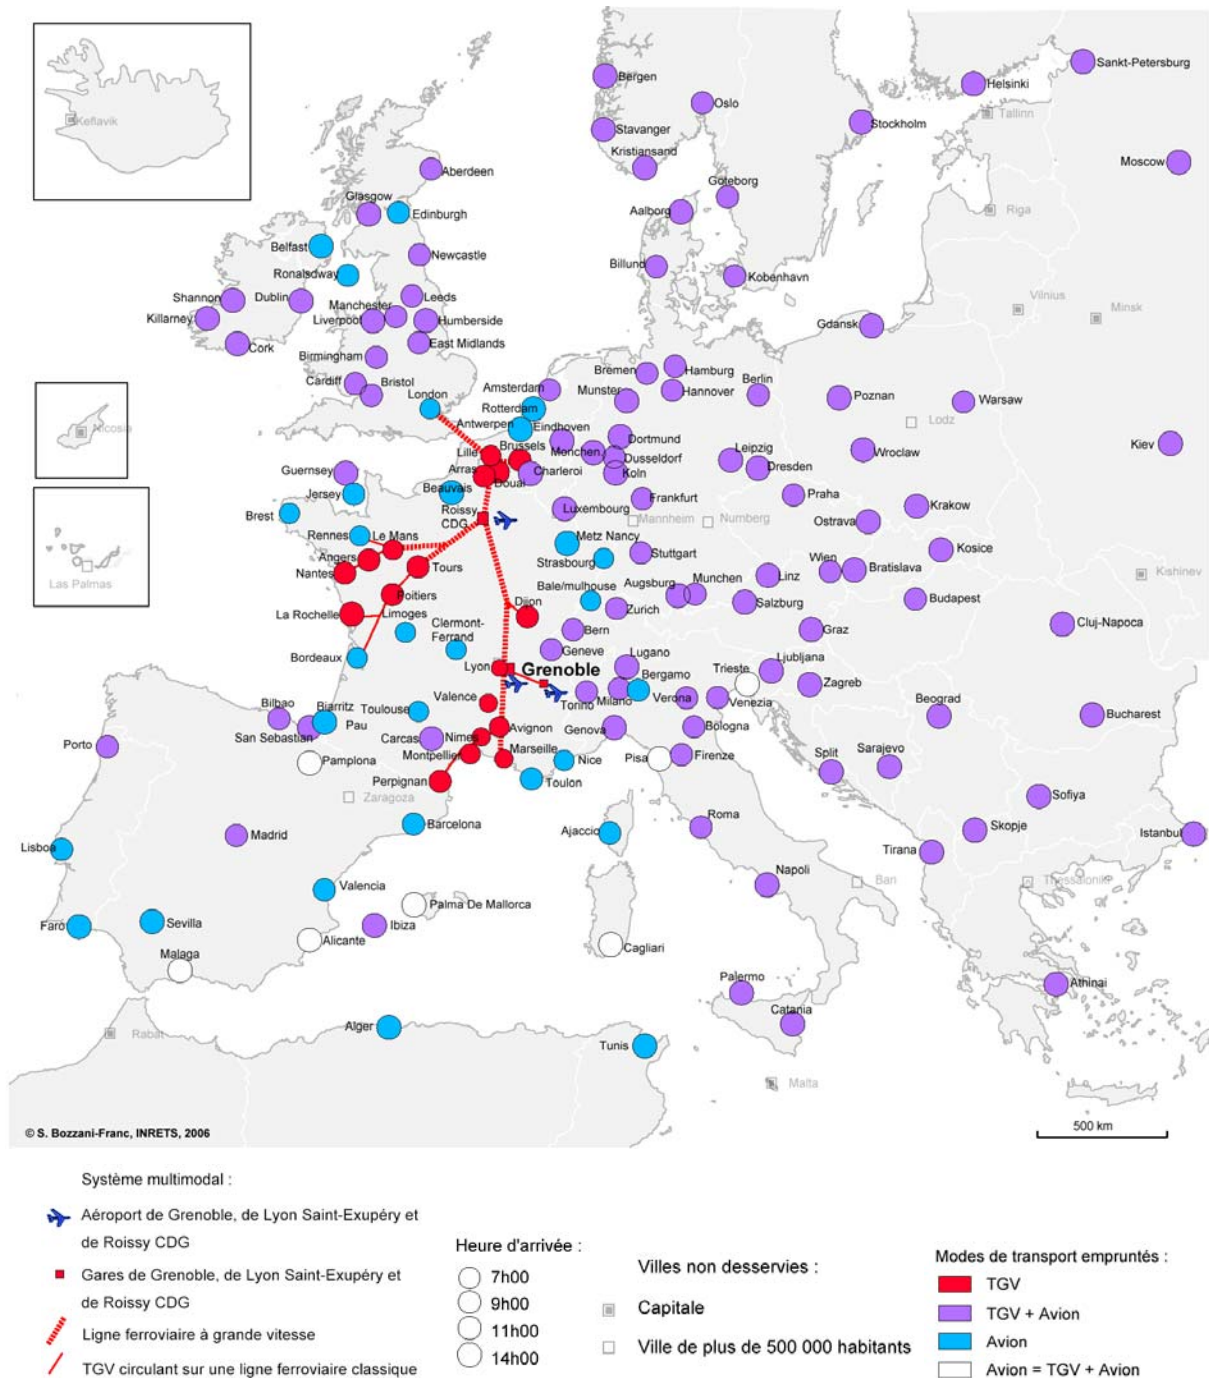 Keflavik
Bergen
Oslo
Helsinki
Sankt-Petersburg
Stavanger
Stockholm
Tallinn
Kristiansand
Moscow
Aberdeen
Glasgow
Goteborg
Edinburgh
Aalborg
Riga
Belfast
Newcastle
Ronalsdway
Billund
Kobenhavn
Shannon
Dublin
Leeds
Manchester
Vilnius
Minsk
Killarney
Liverpool
Humberside
Gdansk
Cork
East Midlands
Birmingham
Hamburg
Bremen
Cardiff
Bristol
Amsterdam
Munster
Hannover
Berlin
Poznan
Warsaw
London
Rotterdam
Lodz
Nicosia
Antwerpen
Eindhoven
Dortmund
Kiev
Lille
Brussels
Monchen.
Dusseldorf
Leipzig
Wroclaw
Guernsey
Arras
Charleroi
Koln
Dresden
Douai
Jersey
Beauvais
Frankfurt
Praha
Krakow
Brest
Roissy
CDG
Luxembourg
Mannheim
Nurnberg
Ostrava
Rennes
Le Mans
Metz Nancy
Stuttgart
Kosice
Angers
Strasbourg
Wien
Bratislava
Las Palmas
Nantes
Tours
Bale/mulhouse
Augsburg
Munchen
Linz
Kishinev
Poitiers
Dijon
Zurich
Salzburg
Budapest
La Rochelle
Limoges
Clermont-
Ferrand
Bern
Graz
Cluj-Napoca
Bordeaux
Geneve
Lugano
Ljubljana
Lyon
Grenoble
Bergamo
Trieste
Zagreb
Valence
Torino
Milano
Verona
Venezia
Bilbao
Biarritz
Toulouse
Beograd
Bucharest
Pau
Avignon
Genova
Bologna
Porto
San Sebastian
Carcas
Nimes
Pamplona
Montpellier
Marseille
Nice
Pisa
Firenze
Split
Sarajevo
Perpignan
Toulon
Zaragoza
Sofiya
Madrid
Barcelona
Ajaccio
Roma
Skopje
Istanbul
Lisboa
Tirana
Valencia
Napoli
Bari
Thessaloniki
Palma De Mallorca
Faro
Sevilla
Ibiza
Alicante
Cagliari
Malaga
Palermo
Athinai
Catania
Rabat
Alger
Tunis
Malta
© S. Bozzani-Franc, INRETS, 2006
500 km
Système multimodal :
Aéroport de Grenoble, de Lyon Saint-Exupéry et
de Roissy CDG
Gares de Grenoble, de Lyon Saint-Exupéry et
de Roissy CDG
Ligne ferroviaire à grande vitesse
TGV circulant sur une ligne ferroviaire classique
Heure d'arrivée :
7h00
9h00
11h00
14h00
Villes non desservies :
Capitale
Ville de plus de 500 000 habitants
Modes de transport empruntés :
TGV
TGV + Avion
Avion
Avion = TGV + Avion